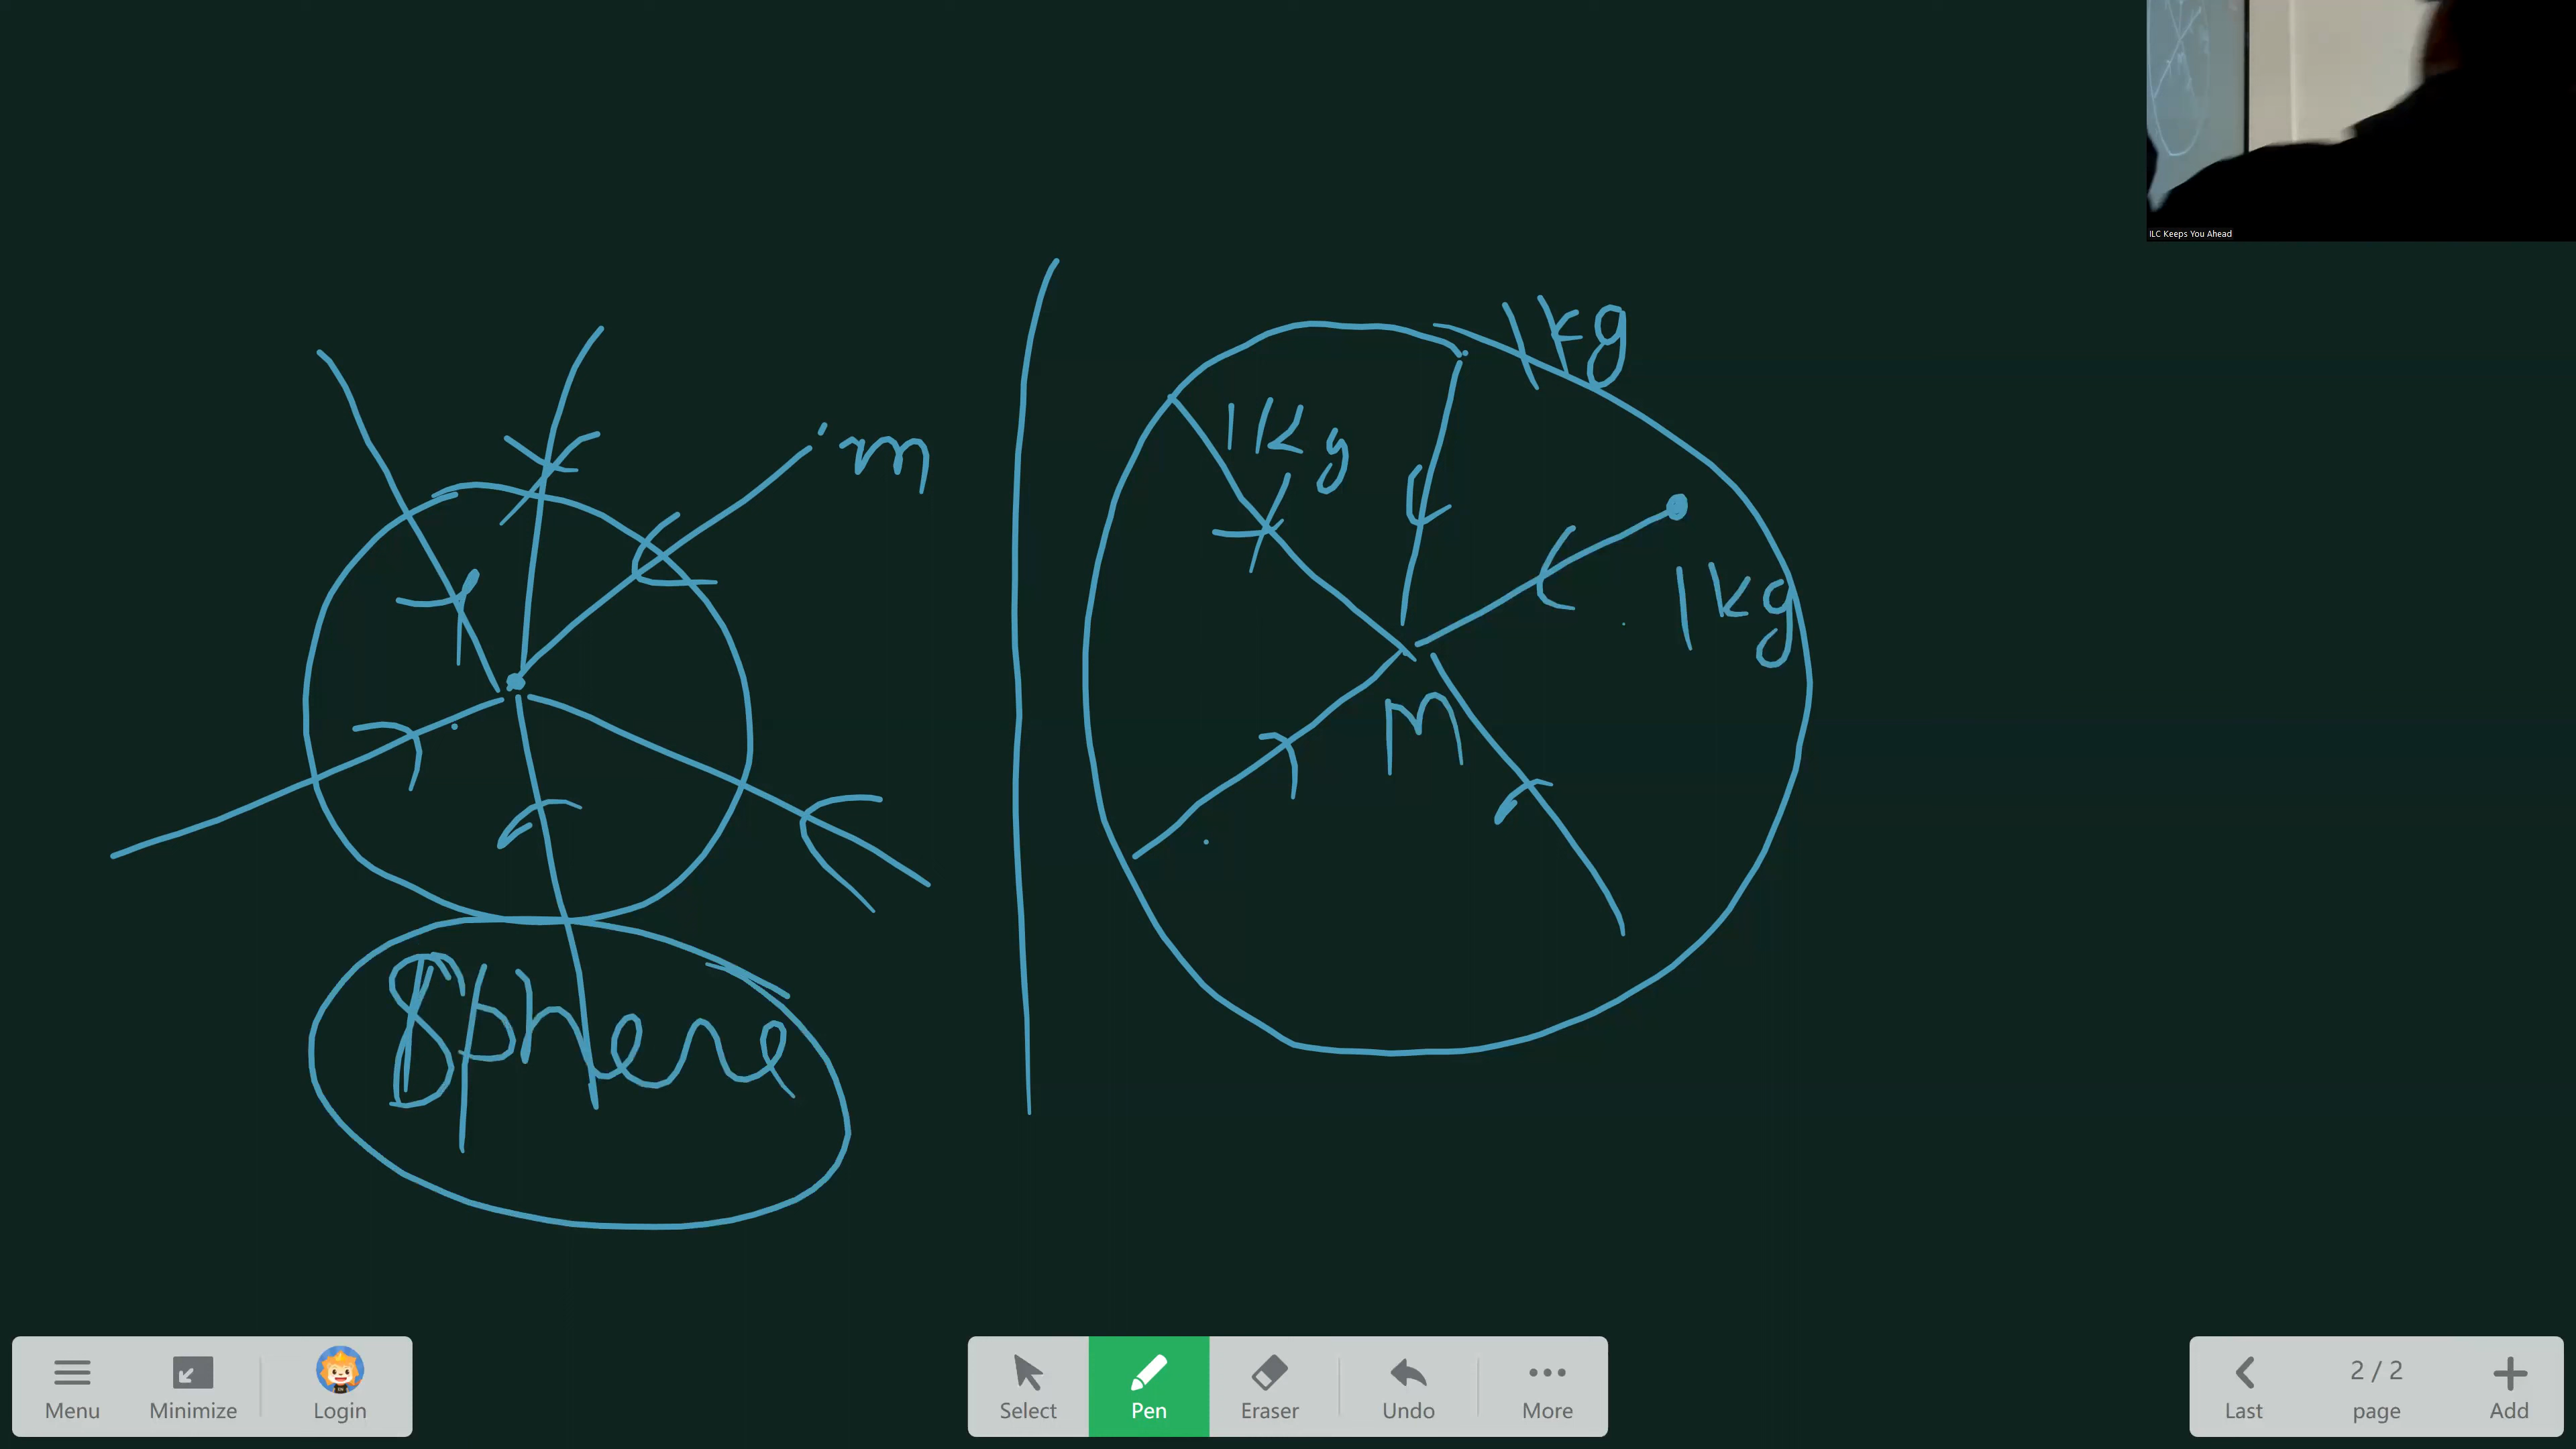 ILC Keeps You Ahead
m
Sphere
1kg
1kg
1kg
M
Menu
Minimize
Login
Select
Pen
Eraser
Undo
More
Last
2 / 2
page
Add